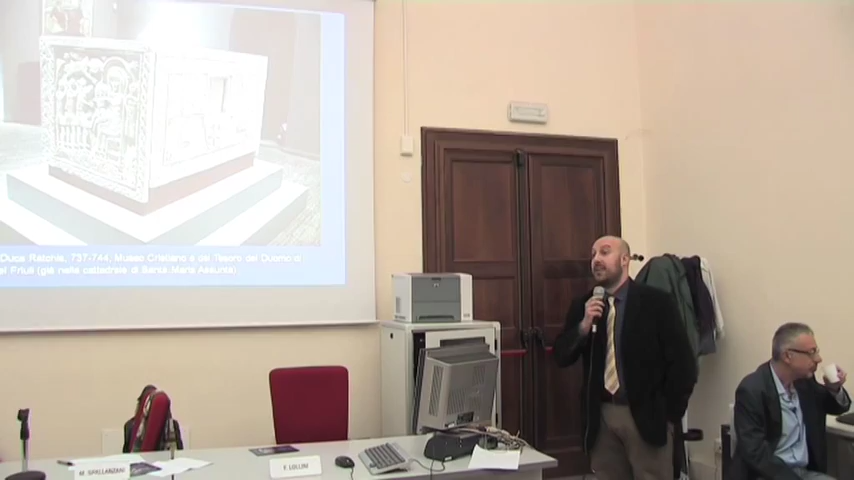 Duca Ratchis, 737-744, Museo Cristiano e del Tesoro del Duomo di
el Friuli (già nella cattedrale di Santa Maria Assunta)
M. SPALLANZANI
F. LOLLINI